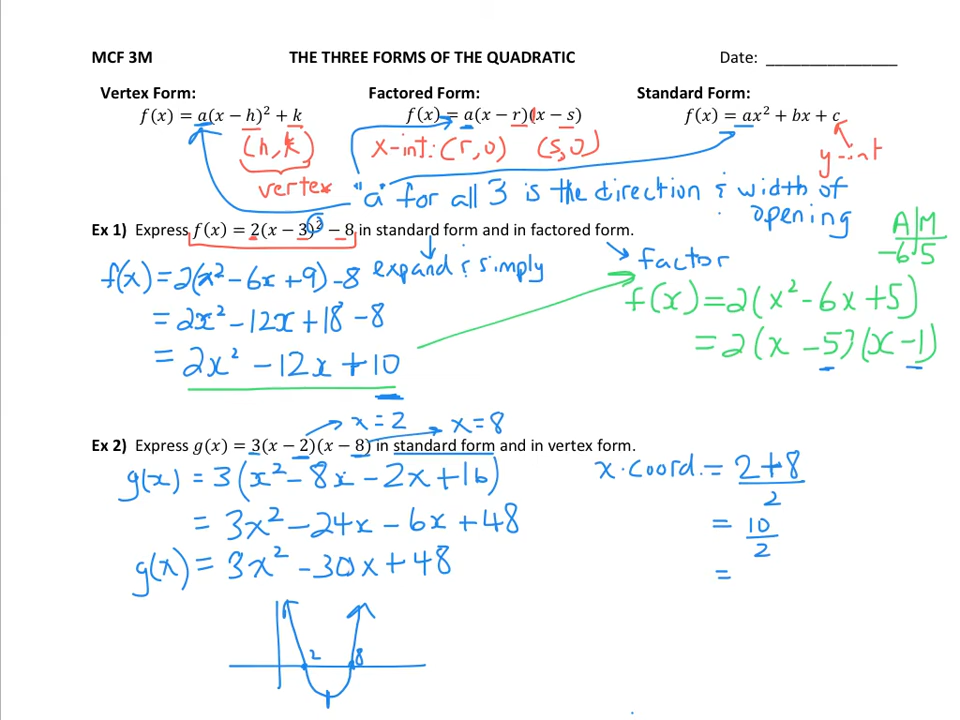 MCF 3M THE THREE FORMS OF THE QUADRATIC Date: _______________
Vertex Form: Factored Form: Standard Form:
f(x) = a(x − h)² + k f(x) = a(x − r)(x − s) f(x) = ax² + bx + c
(h, k) x-int: (r, 0) (s, 0) y-int
vertex
"a" for all 3 is the direction & width of
opening
Ex 1) Express f(x) = 2(x − 3)² − 8 in standard form and in factored form.
expand & simply
f(x) = 2(x² − 6x + 9) − 8
= 2x² − 12x + 18 − 8
= 2x² − 12x + 10
factor
A | M
−6 | 5
f(x) = 2(x² − 6x + 5)
= 2(x − 5)(x − 1)
x = 2 x = 8
Ex 2) Express g(x) = 3(x − 2)(x − 8) in standard form and in vertex form.
g(x) = 3(x² − 8x − 2x + 16)
= 3x² − 24x − 6x + 48
g(x) = 3x² − 30x + 48
2 8
x-coord. = 2+8
2
= 10
2
=